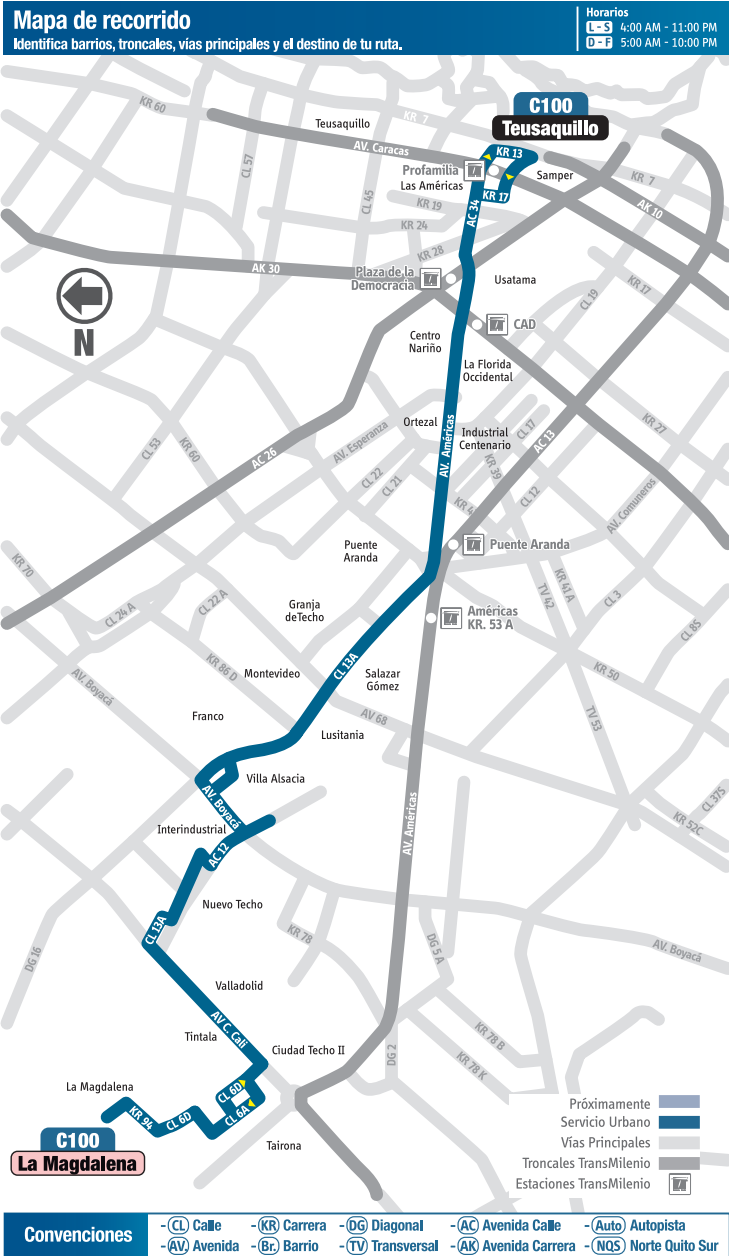 Mapa de recorrido
Identifica barrios, troncales, vías principales y el destino de tu ruta.
Horarios
L - S 4:00 AM - 11:00 PM
D - F 5:00 AM - 10:00 PM
KR 60
KR 7
C100
Teusaquillo
Teusaquillo
AV. Caracas
KR 13
CL 57
Profamilia
Las Américas
Samper
KR 7
CL 45
KR 19
KR 17
AK 10
AC 34
KR 24
KR 28
AK 30
Plaza de la
Democracia
Usatama
KR 17
CL 19
N
CAD
Centro
Nariño
La Florida
Occidental
Ortezal
AV. Américas
Industrial
Centenario
CL 17
KR 27
AC 13
AV. Esperanza
CL 53
KR 60
AC 26
CL 22
CL 21
KR 39
CL 12
KR 4
AV. Comuneros
Puente
Aranda
Puente Aranda
KR 70
KR 41 A
TV 42
CL 3
Granja
deTecho
CL 22 A
CL 24 A
Américas
KR. 53 A
CL 8S
KR 86 D
CL 13A
Montevideo
Salazar
Gómez
KR 50
AV. Boyacá
Franco
AV 68
TV 53
Lusitania
Villa Alsacia
AV. Boyacá
AV. Américas
CL 37S
KR 52C
Interindustrial
AC 12
Nuevo Techo
CL 13A
KR 78
DG 5 A
AV. Boyacá
DG 16
Valladolid
AV C. Cali
Tintala
Ciudad Techo II
DG 2
KR 78 B
KR 78 K
La Magdalena
CL 6D
KR 94
CL 6D
CL 6A
C100
La Magdalena
Tairona
Próximamente
Servicio Urbano
Vías Principales
Troncales TransMilenio
Estaciones TransMilenio
Convenciones
- CL Calle - KR Carrera - DG Diagonal - AC Avenida Calle - Auto Autopista
- AV. Avenida - Br. Barrio - TV Transversal - AK Avenida Carrera - NQS Norte Quito Sur